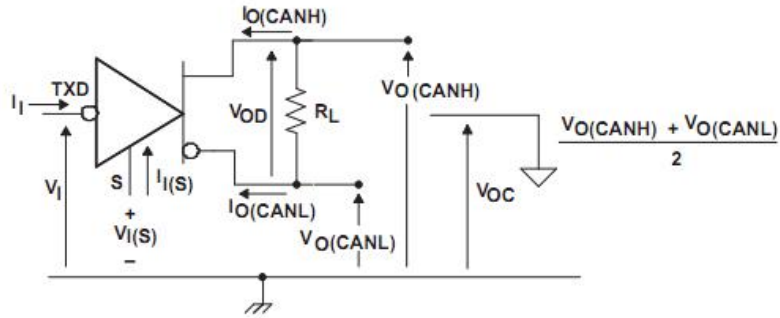 IO(CANH)
TXD
II
VOD
RL
VO(CANH)
VO(CANH) + VO(CANL)
2
VI
S
II(S)
IO(CANL)
VOC
+
VI(S)
–
VO(CANL)